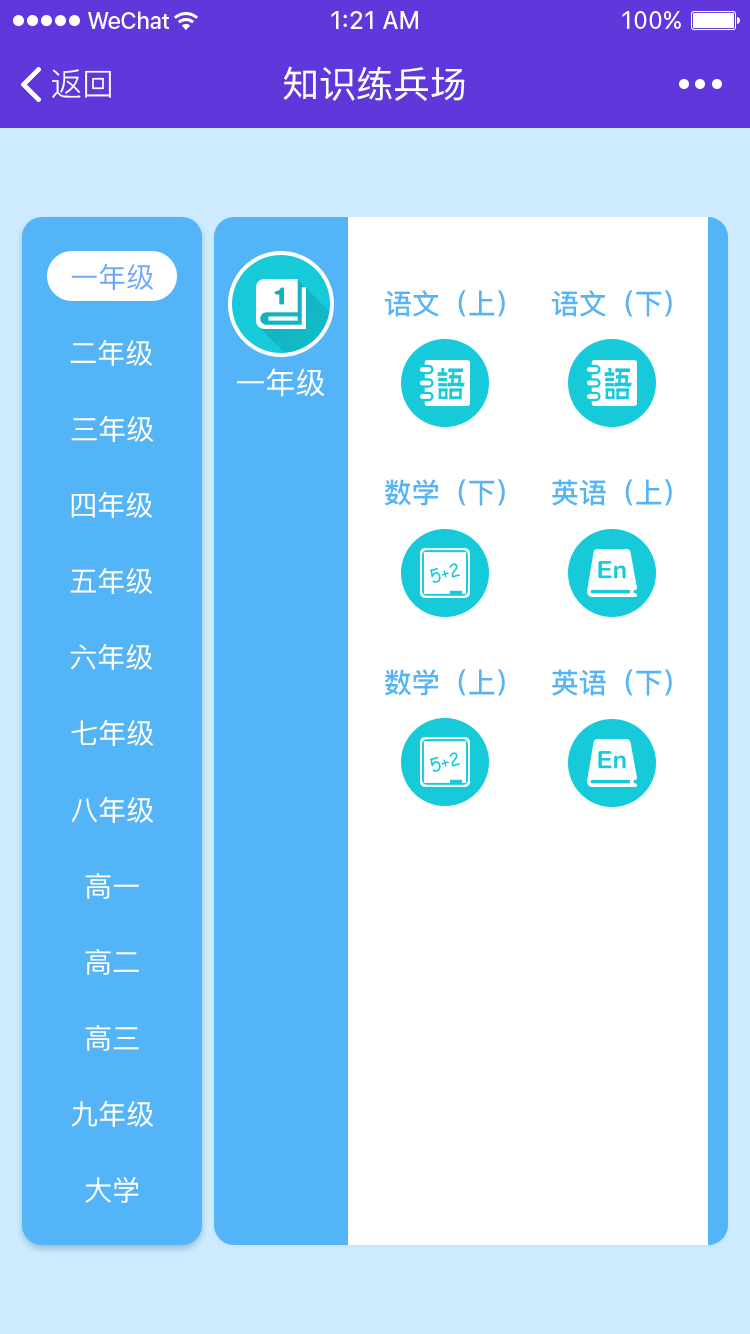 WeChat
1:21 AM
100%
返回
知识练兵场
一年级
二年级
三年级
四年级
五年级
六年级
七年级
八年级
高一
高二
高三
九年级
大学
1
一年级
语文（上） 语文（下）
語 語
数学（下） 英语（上）
5+2 En
数学（上） 英语（下）
5+2 En